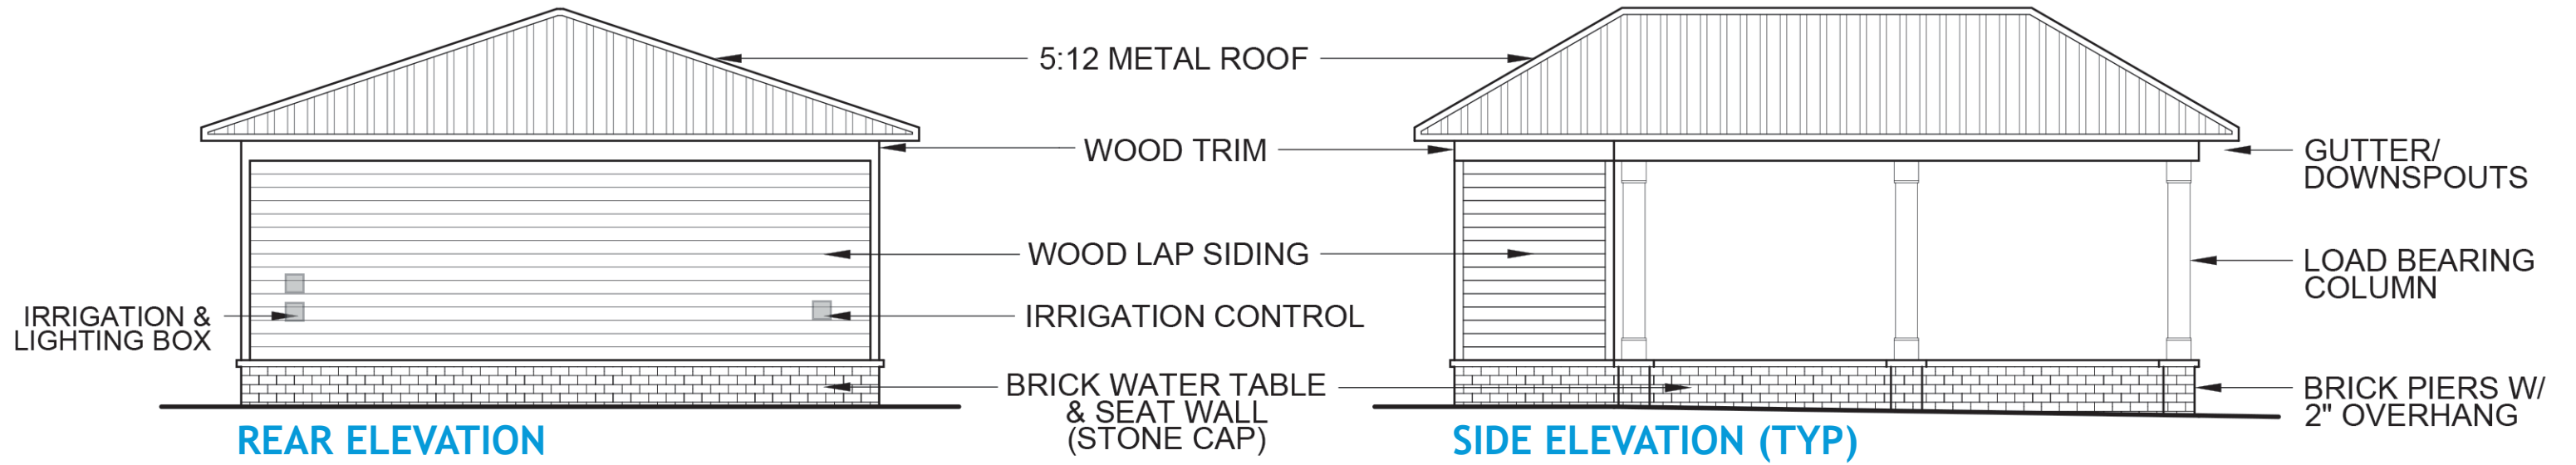 5:12 METAL ROOF
WOOD TRIM
GUTTER/
DOWNSPOUTS
WOOD LAP SIDING
LOAD BEARING
COLUMN
IRRIGATION &
LIGHTING BOX
IRRIGATION CONTROL
BRICK WATER TABLE
& SEAT WALL
(STONE CAP)
BRICK PIERS W/
2" OVERHANG
REAR ELEVATION
SIDE ELEVATION (TYP)